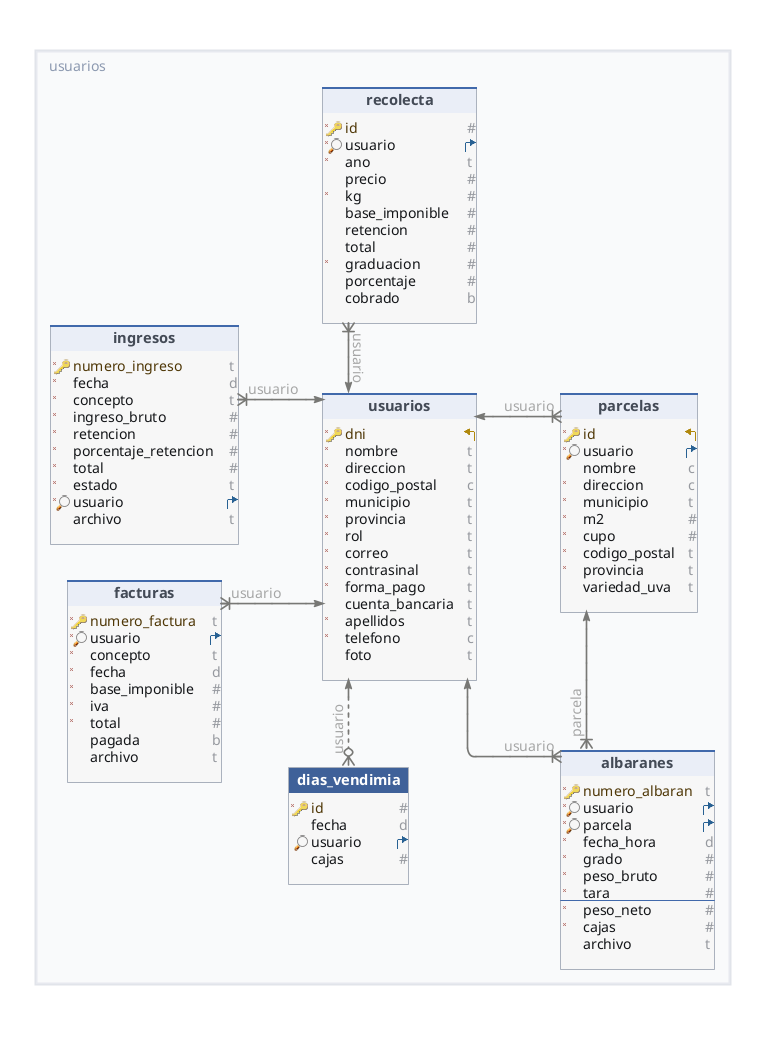 usuarios
recolecta
id #
usuario
ano t
precio #
kg #
base_imponible #
retencion #
total #
graduacion #
porcentaje #
cobrado b
usuario
ingresos
numero_ingreso t
fecha d
concepto t
ingreso_bruto #
retencion #
porcentaje_retencion #
total #
estado t
usuario
archivo t
usuario
usuarios
dni
nombre t
direccion t
codigo_postal c
municipio t
provincia t
rol t
correo t
contrasinal t
forma_pago t
cuenta_bancaria t
apellidos t
telefono c
foto t
usuario
parcelas
id
usuario
nombre c
direccion c
municipio t
m2 #
cupo #
codigo_postal t
provincia t
variedad_uva t
facturas
numero_factura t
usuario
concepto t
fecha d
base_imponible #
iva #
total #
pagada b
archivo t
usuario
usuario
dias_vendimia
id #
fecha d
usuario
cajas #
usuario
parcela
albaranes
numero_albaran t
usuario
parcela
fecha_hora d
grado #
peso_bruto #
tara #
peso_neto #
cajas #
archivo t